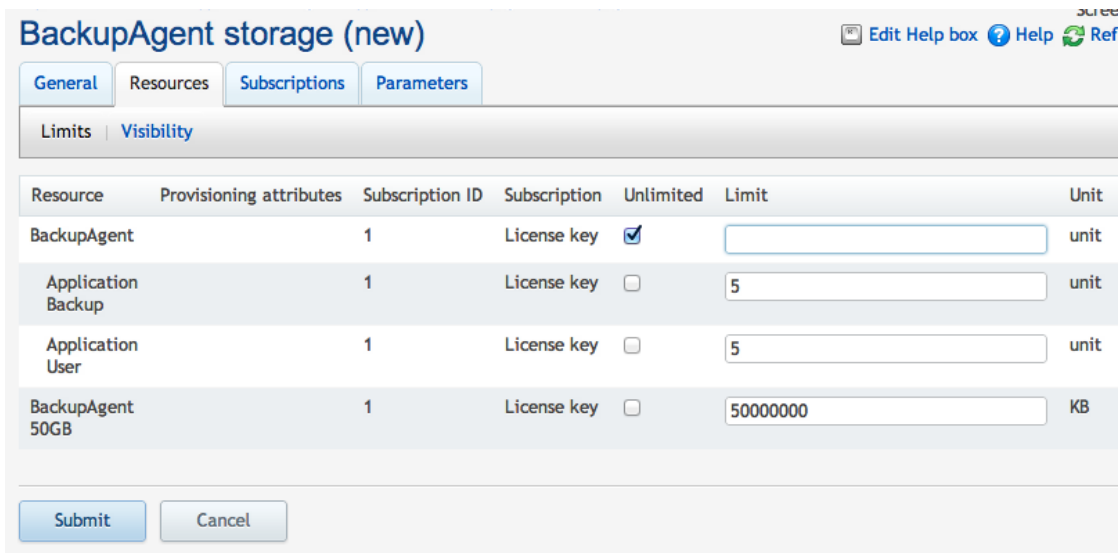 BackupAgent storage (new)
Edit Help box Help Ref
General Resources Subscriptions Parameters
Limits | Visibility
Resource Provisioning attributes Subscription ID Subscription Unlimited Limit Unit
BackupAgent 1 License key unit
Application Backup 1 License key 5 unit
Application User 1 License key 5 unit
BackupAgent 50GB 1 License key 50000000 KB
Submit Cancel